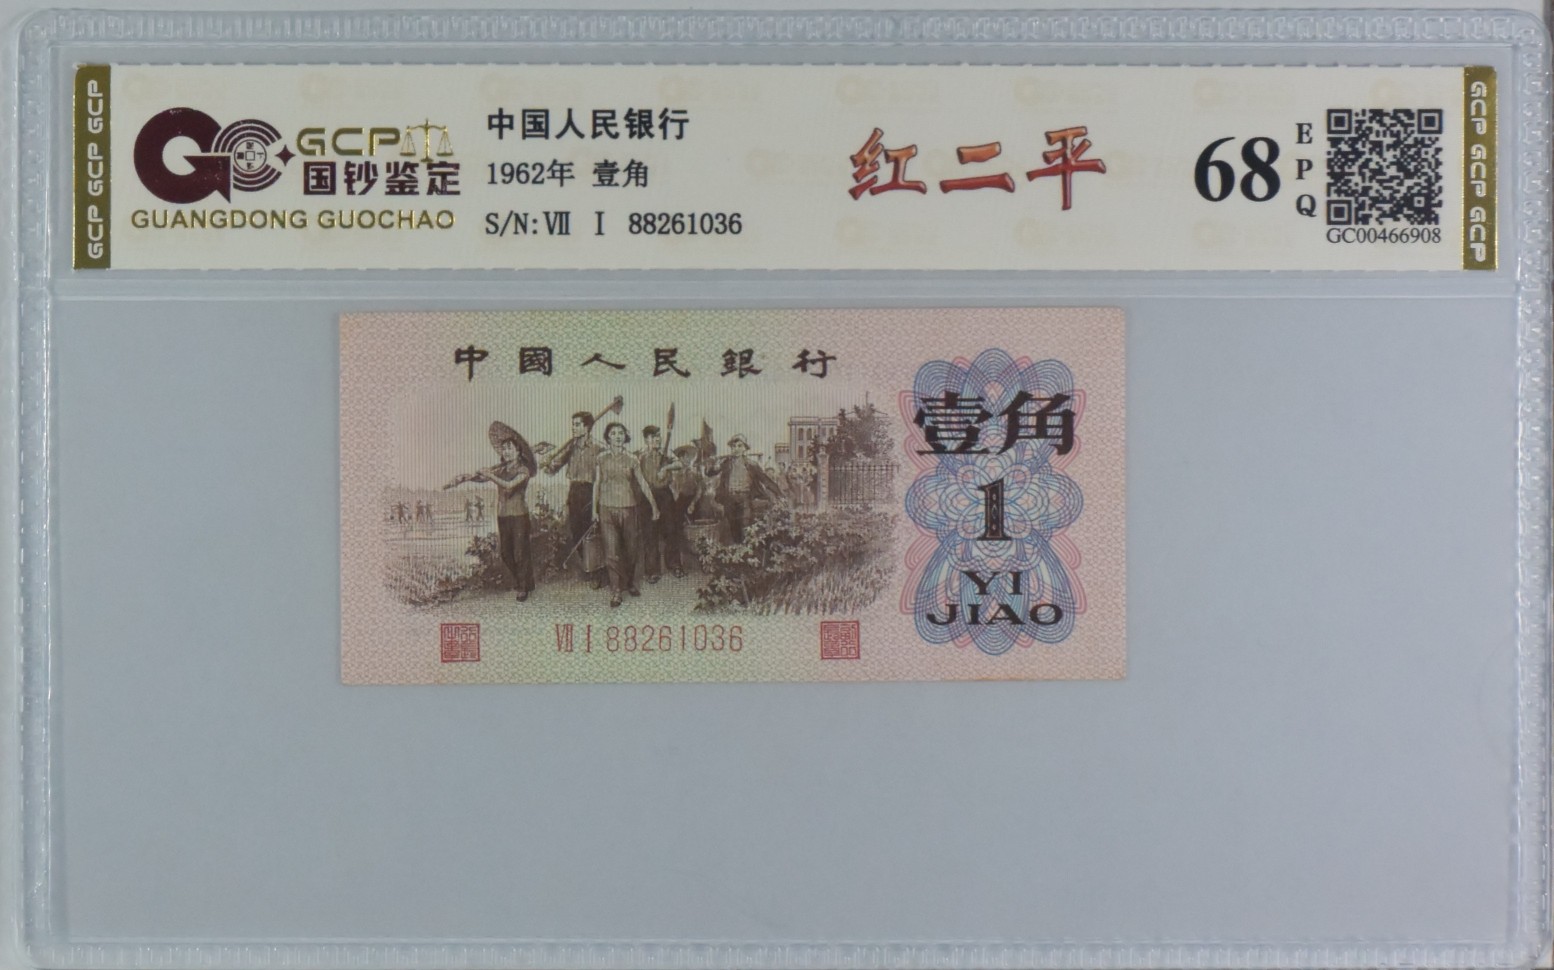 GCP GCP GCP
GCP
国钞鉴定
GUANGDONG GUOCHAO
中国人民银行
1962年 壹角
S/N: Ⅶ Ⅰ 88261036
红二平
68
EPQ
GC00466908
GCP GCP GCP
中國人民銀行
壹角
1
YI
JIAO
Ⅶ Ⅰ 88261036